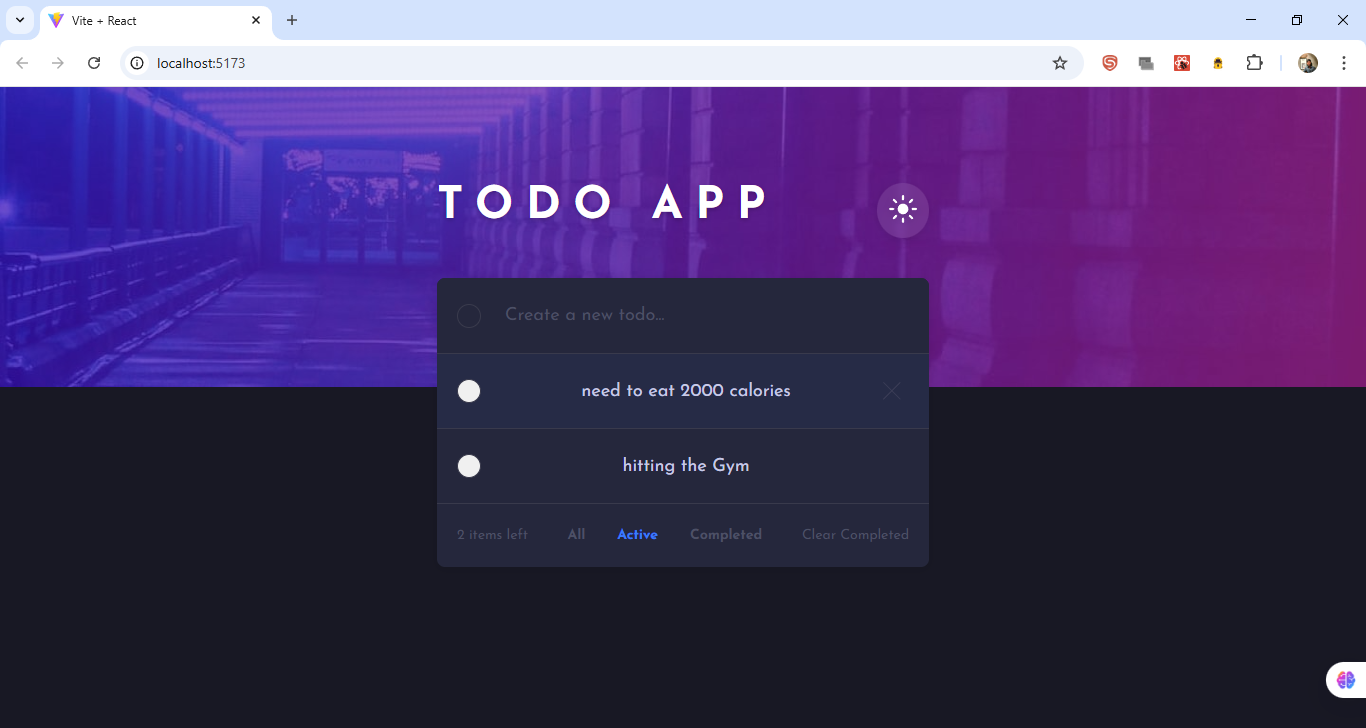 Vite + React
localhost:5173
TODO APP
Create a new todo...
need to eat 2000 calories
hitting the Gym
2 items left All Active Completed Clear Completed